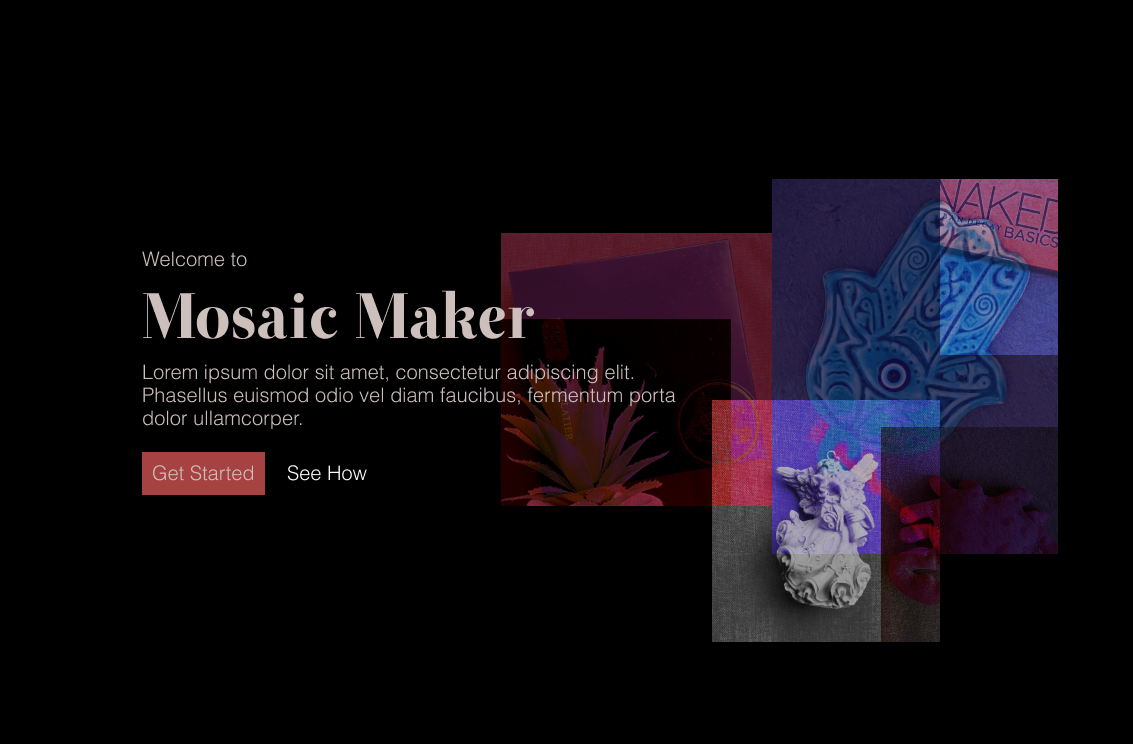 Welcome to
Mosaic Maker
Lorem ipsum dolor sit amet, consectetur adipiscing elit.
Phasellus euismod odio vel diam faucibus, fermentum porta
dolor ullamcorper.
Get Started
See How
NAKED
BASICS